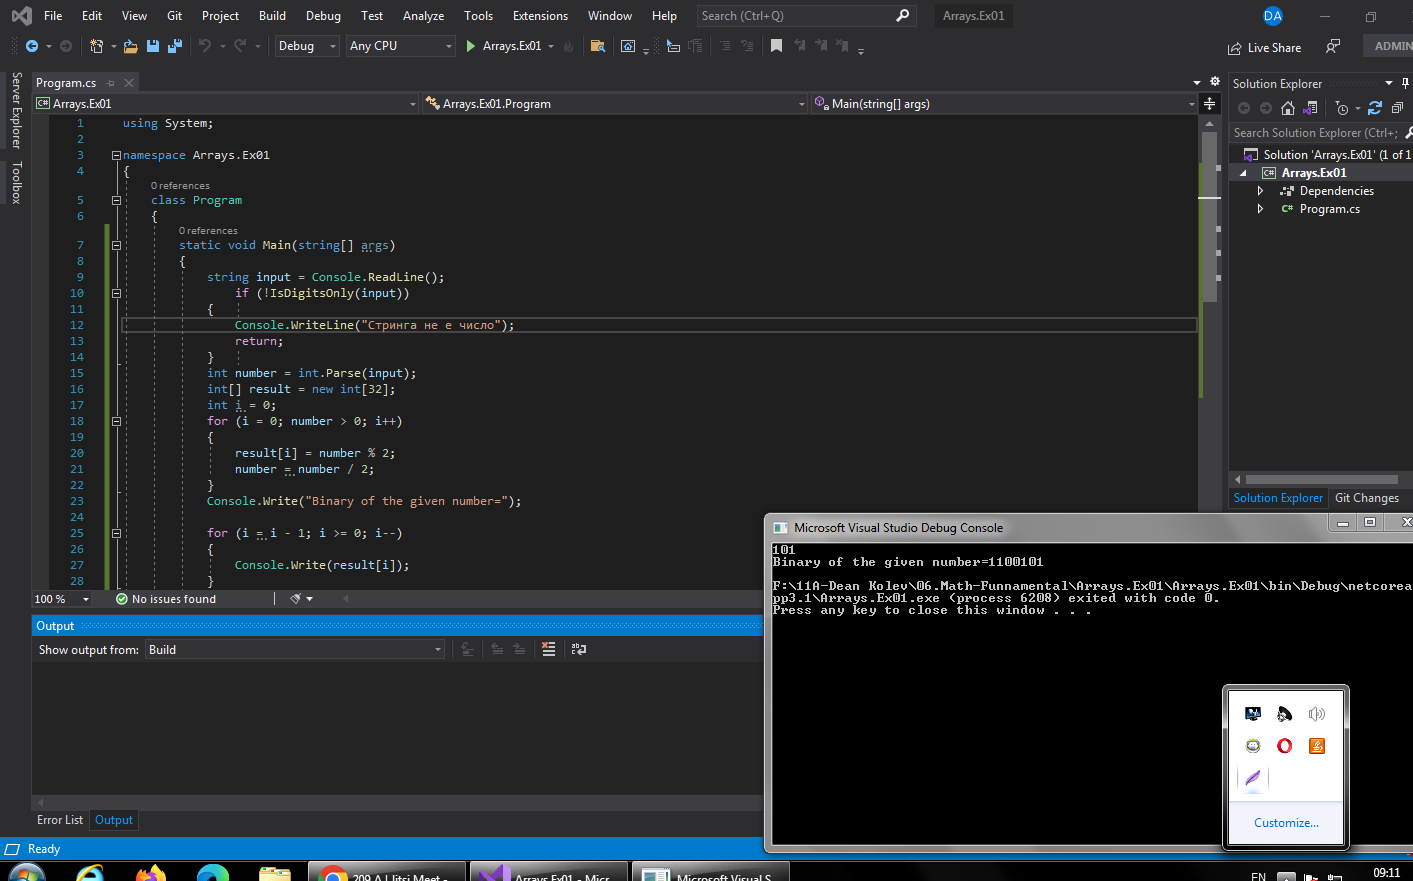 File Edit View Git Project Build Debug Test Analyze Tools Extensions Window Help Search (Ctrl+Q) Arrays.Ex01 DA
Debug Any CPU Arrays.Ex01 Live Share ADMIN
Server Explorer
Toolbox
Program.cs
Arrays.Ex01 Arrays.Ex01.Program Main(string[] args)
1 using System;
2
3 namespace Arrays.Ex01
4 {
0 references
5 class Program
6 {
0 references
7 static void Main(string[] args)
8 {
9 string input = Console.ReadLine();
10 if (!IsDigitsOnly(input))
11 {
12 Console.WriteLine("Стринга не е число");
13 return;
14 }
15 int number = int.Parse(input);
16 int[] result = new int[32];
17 int i = 0;
18 for (i = 0; number > 0; i++)
19 {
20 result[i] = number % 2;
21 number = number / 2;
22 }
23 Console.Write("Binary of the given number=");
24
25 for (i = i - 1; i >= 0; i--)
26 {
27 Console.Write(result[i]);
28 }
100 % No issues found
Output
Show output from: Build
Error List Output
Ready
Solution Explorer
Search Solution Explorer (Ctrl+;
Solution 'Arrays.Ex01' (1 of 1
Arrays.Ex01
Dependencies
C# Program.cs
Solution Explorer Git Changes
Microsoft Visual Studio Debug Console
101
Binary of the given number=1100101
F:\11A-Dean Kolev\06.Math-Funnamental\Arrays.Ex01\Arrays.Ex01\bin\Debug\netcorea
pp3.1\Arrays.Ex01.exe (process 6208) exited with code 0.
Press any key to close this window . . .
Customize...
209 A | Jitsi Meet - Arrays.Ex01 - Micr Microsoft Visual S EN 09:11